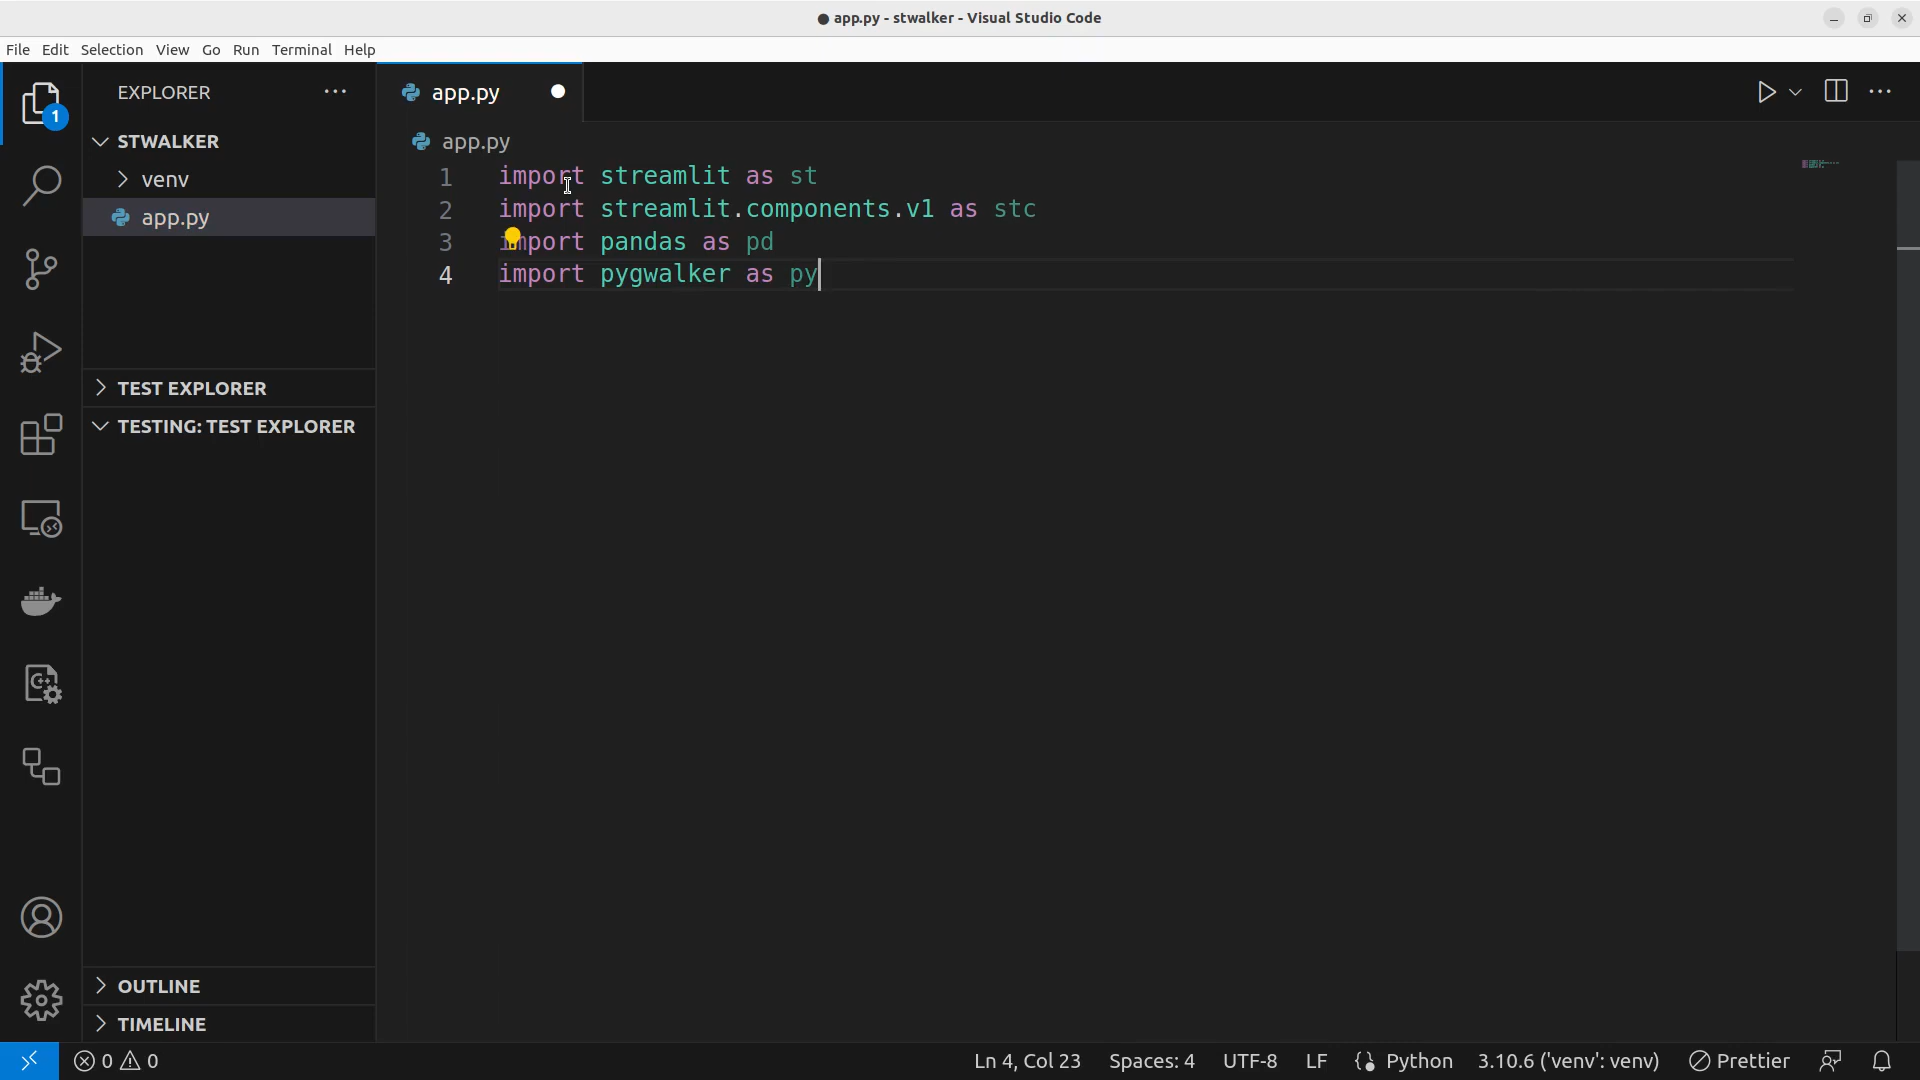 ● app.py - stwalker - Visual Studio Code
File Edit Selection View Go Run Terminal Help
EXPLORER
app.py
1
STWALKER
venv
app.py
TEST EXPLORER
TESTING: TEST EXPLORER
OUTLINE
TIMELINE
app.py
1 import streamlit as st
2 import streamlit.components.v1 as stc
3 import pandas as pd
4 import pygwalker as py
0 0 Ln 4, Col 23 Spaces: 4 UTF-8 LF Python 3.10.6 ('venv': venv) Prettier